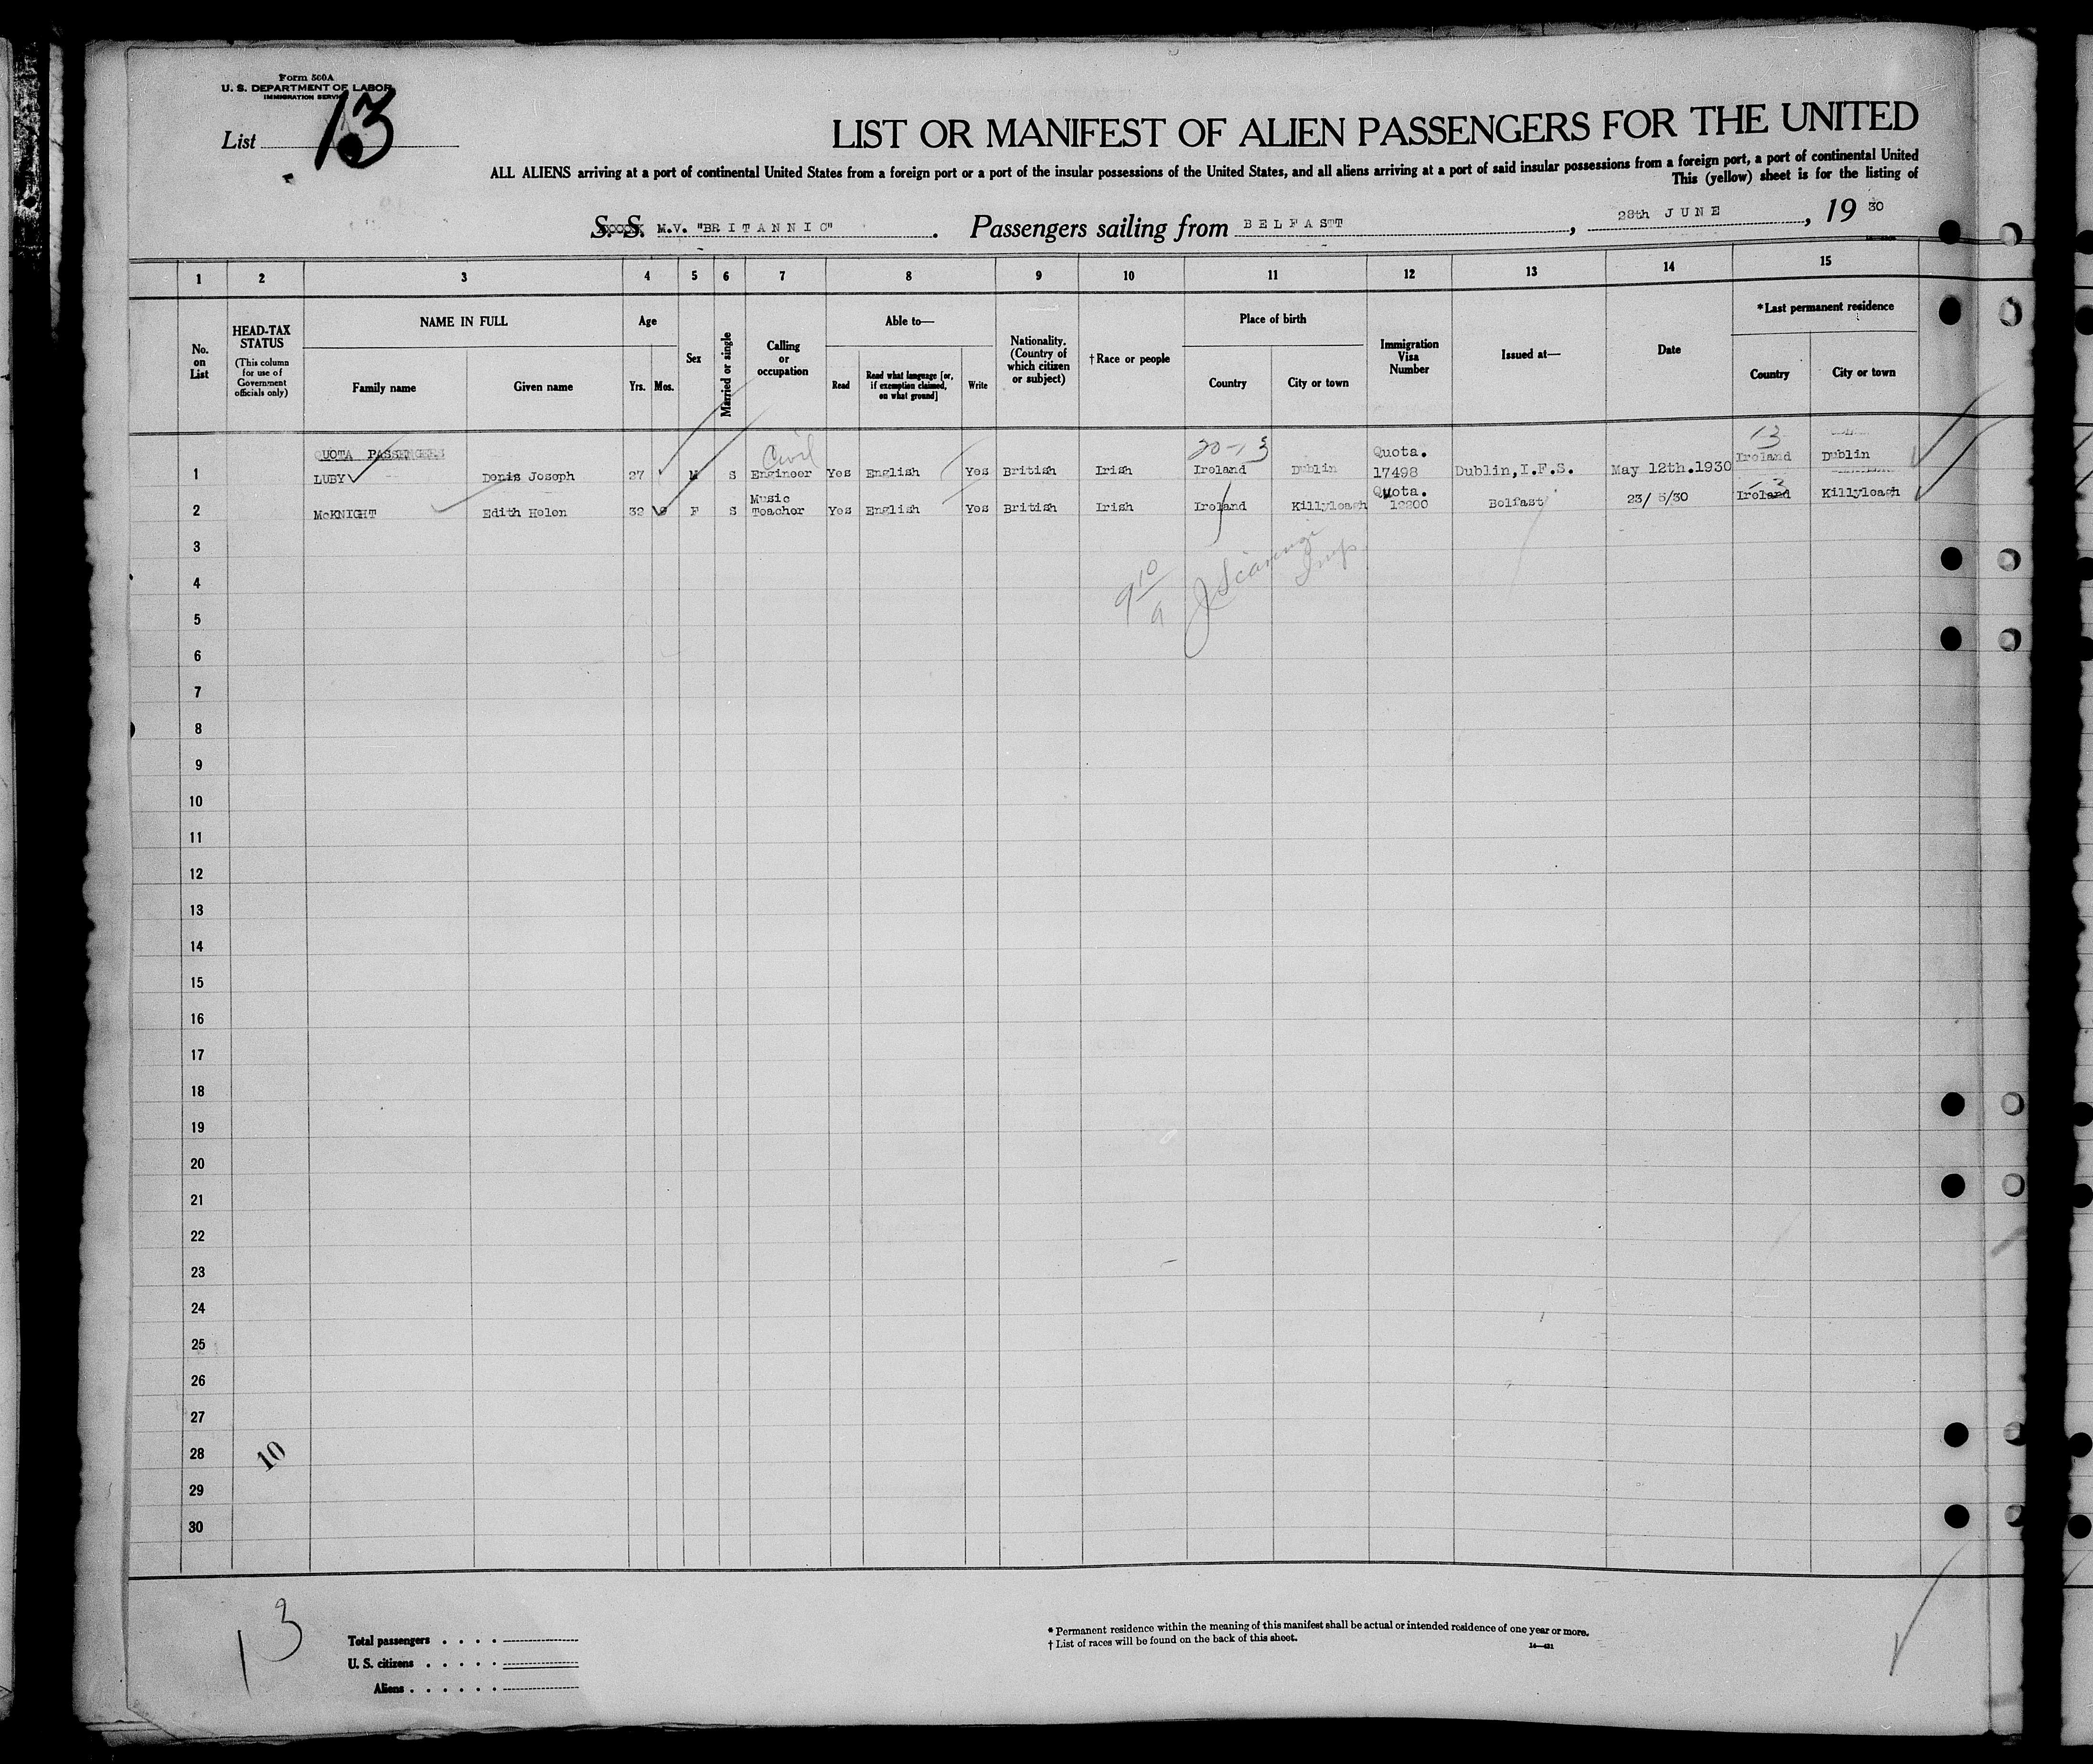 Form 500A
U. S. DEPARTMENT OF LABOR
IMMIGRATION SERVICE
List 13
LIST OR MANIFEST OF ALIEN PASSENGERS FOR THE UNITED
ALL ALIENS arriving at a port of continental United States from a foreign port or a port of the insular possessions of the United States, and all aliens arriving at a port of said insular possessions from a foreign port, a port of continental United
This (yellow) sheet is for the listing of
S. S. M.V. "BRITANNIC". Passengers sailing from BELFAST, 28th JUNE, 1930
1 2 3 4 5 6 7 8 9 10 11 12 13 14 15
No. on List
HEAD-TAX STATUS
(This column for use of Government officials only)
NAME IN FULL
Family name Given name
Age
Yrs. Mos.
Sex
Married or single
Calling or occupation
Able to—
Read
Read what language [or, if exemption claimed, on what ground]
Write
Nationality. (Country of which citizen or subject)
†Race or people
Place of birth
Country City or town
Immigration Visa Number
Issued at—
Date
*Last permanent residence
Country City or town
QUOTA PASSENGERS Civil 20-13 Quota. 13
1 LUBY Denis Joseph 27 M S Engineer Yes English Yes British Irish Ireland Dublin 17498 Dublin,I.F.S. May 12th.1930 Ireland Dublin
Music Quota.
2 McKNIGHT Edith Helen 32 F S Teacher Yes English Yes British Irish Ireland Killyleagh Belfast 23/ 5/30 Ireland Killyleagh
3
4
5
6
7
8
9
10
11
12
13
14
15
16
17
18
19
20
21
22
23
24
25
26
27
28
29
30
10
13
Total passengers
U. S. citizens
Aliens
* Permanent residence within the meaning of this manifest shall be actual or intended residence of one year or more.
† List of races will be found on the back of this sheet.